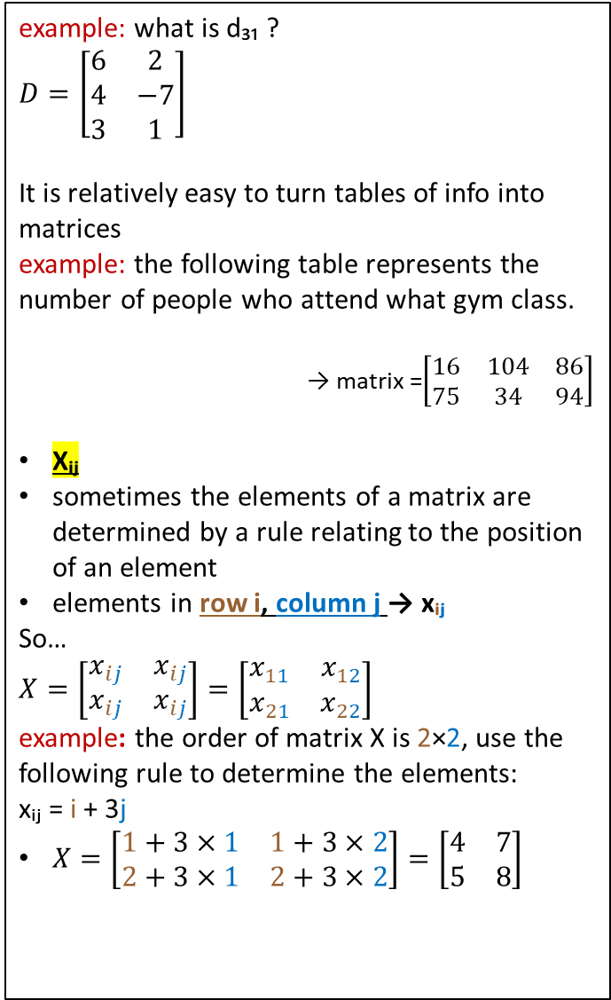 example: what is d₃₁ ?
D = [6 2
4 −7
3 1]
It is relatively easy to turn tables of info into
matrices
example: the following table represents the
number of people who attend what gym class.
→ matrix =[16 104 86
75 34 94]
• Xᵢⱼ
• sometimes the elements of a matrix are
determined by a rule relating to the position
of an element
• elements in row i, column j → xᵢⱼ
So…
X = [xᵢⱼ xᵢⱼ
xᵢⱼ xᵢⱼ] = [x₁₁ x₁₂
x₂₁ x₂₂]
example: the order of matrix X is 2×2, use the
following rule to determine the elements:
xᵢⱼ = i + 3j
• X = [1 + 3 × 1 1 + 3 × 2
2 + 3 × 1 2 + 3 × 2] = [4 7
5 8]